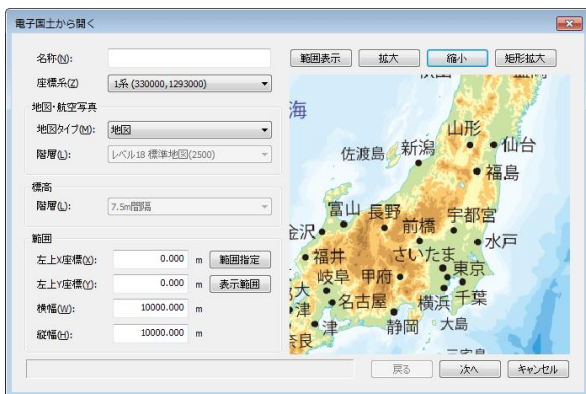 電子国土から開く
名称(N):
範囲表示 拡大 縮小 矩形拡大
座標系(Z) 1系 (330000,1293000)
地図・航空写真
地図タイプ(M): 地図
階層(L): レベル18 標準地図(2500)
標高
階層(L): 7.5m間隔
範囲
左上X座標(X): 0.000 m 範囲指定
左上Y座標(Y): 0.000 m 表示範囲
横幅(W): 10000.000 m
縦幅(H): 10000.000 m
海
山形
仙台
佐渡島 新潟
福島
富山 長野
宇都宮
金沢
前橋
水戸
福井
さいたま
岐阜 甲府 東京
大
名古屋 横浜 千葉
津
静岡 大島
津
奈良
戻る 次へ キャンセル